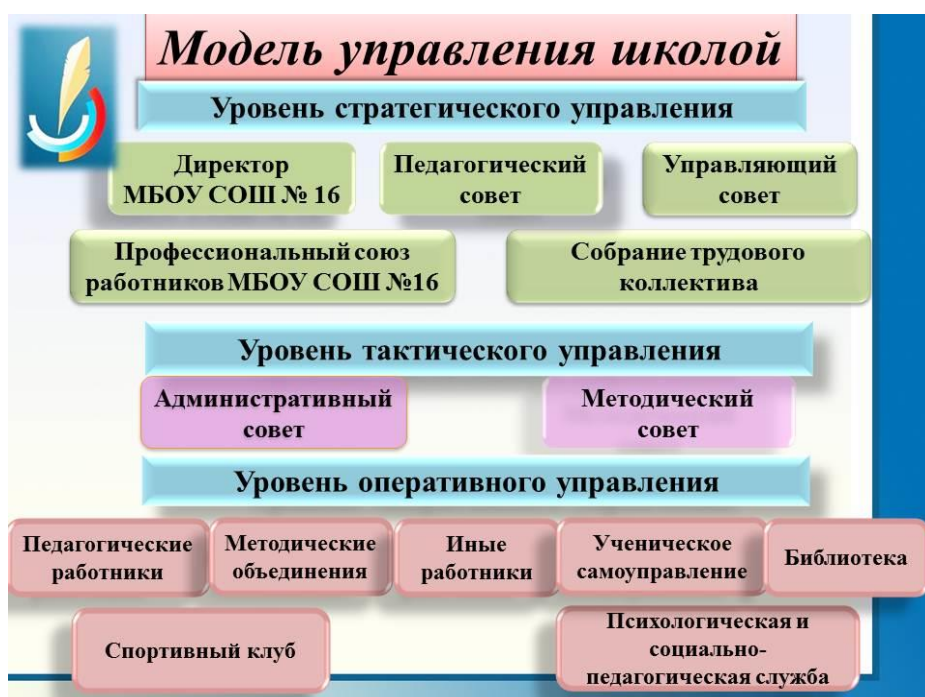 Модель управления школой
Уровень стратегического управления
Директор
МБОУ СОШ № 16
Педагогический
совет
Управляющий
совет
Профессиональный союз
работников МБОУ СОШ №16
Собрание трудового
коллектива
Уровень тактического управления
Административный
совет
Методический
совет
Уровень оперативного управления
Педагогические
работники
Методические
объединения
Иные
работники
Ученическое
самоуправление
Библиотека
Спортивный клуб
Психологическая и
социально-
педагогическая служба